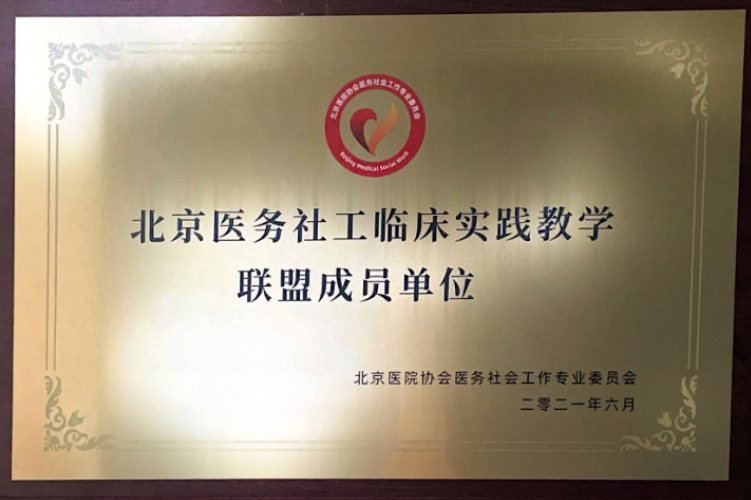 北京医院协会医务社会工作专业委员会
Beijing Medical Social Work
北京医务社工临床实践教学
联盟成员单位
北京医院协会医务社会工作专业委员会
二零二一年六月